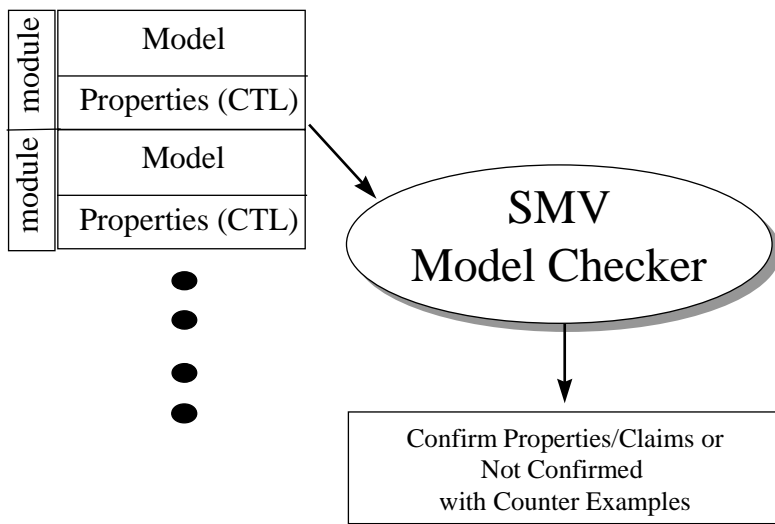 module
Model
Properties (CTL)
module
Model
Properties (CTL)
SMV
Model Checker
Confirm Properties/Claims or
Not Confirmed
with Counter Examples